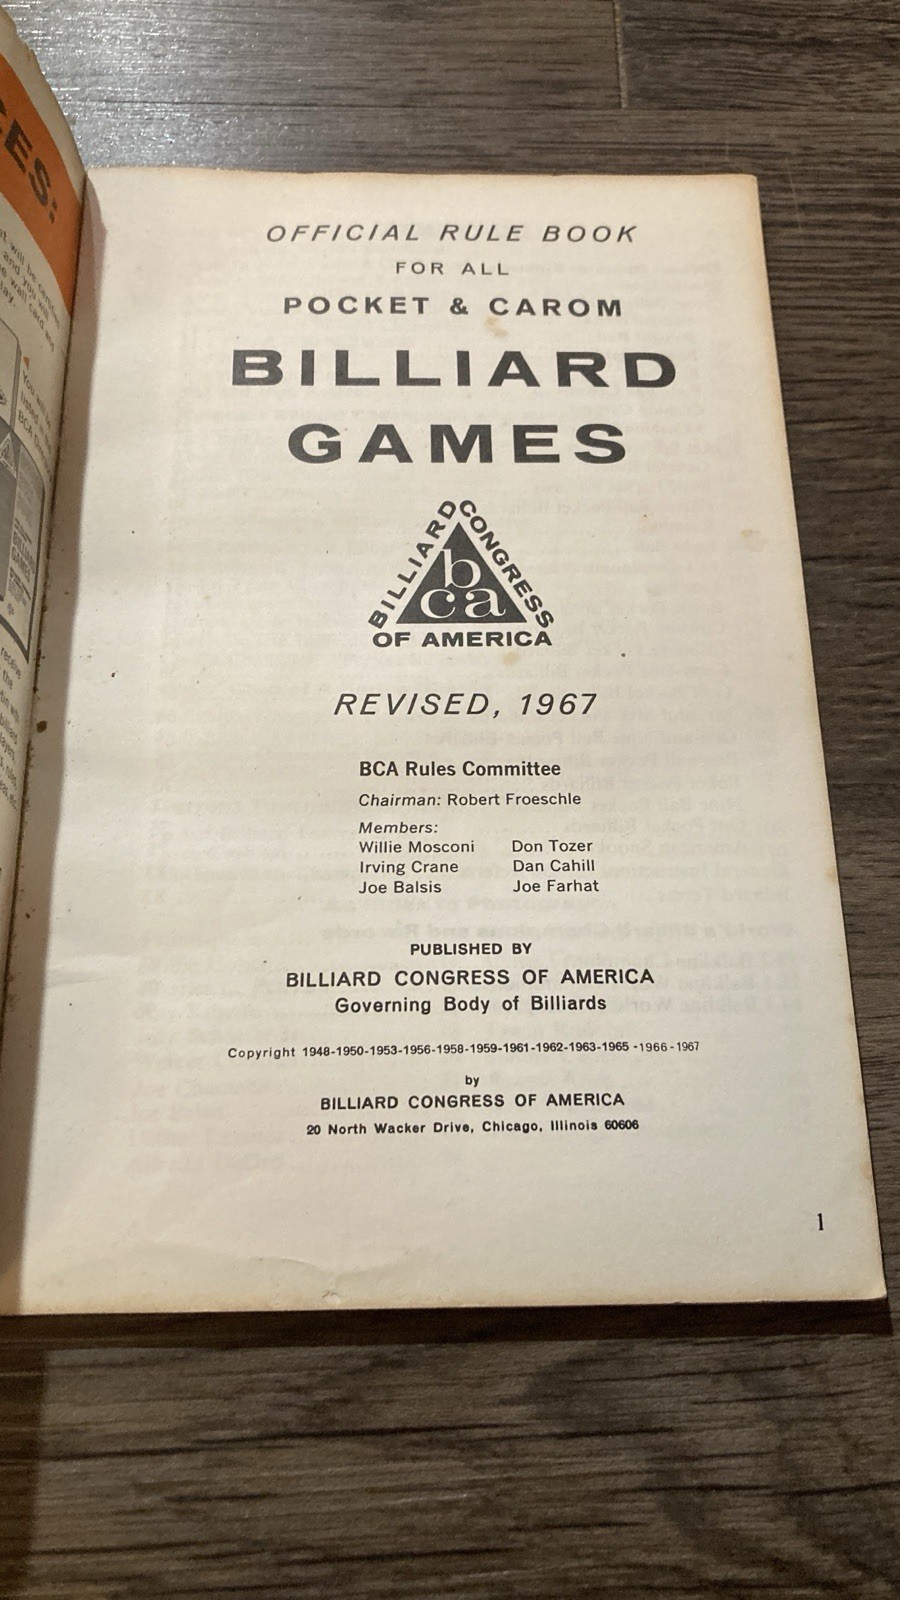 OFFICIAL RULE BOOK
FOR ALL
POCKET & CAROM
BILLIARD
GAMES
BILLIARD CONGRESS
bca
OF AMERICA
REVISED, 1967
BCA Rules Committee
Chairman: Robert Froeschle
Members:
Willie Mosconi Don Tozer
Irving Crane Dan Cahill
Joe Balsis Joe Farhat
PUBLISHED BY
BILLIARD CONGRESS OF AMERICA
Governing Body of Billiards
Copyright 1948-1950-1953-1956-1958-1959-1961-1962-1963-1965 -1966-1967
by
BILLIARD CONGRESS OF AMERICA
20 North Wacker Drive, Chicago, Illinois 60606
1